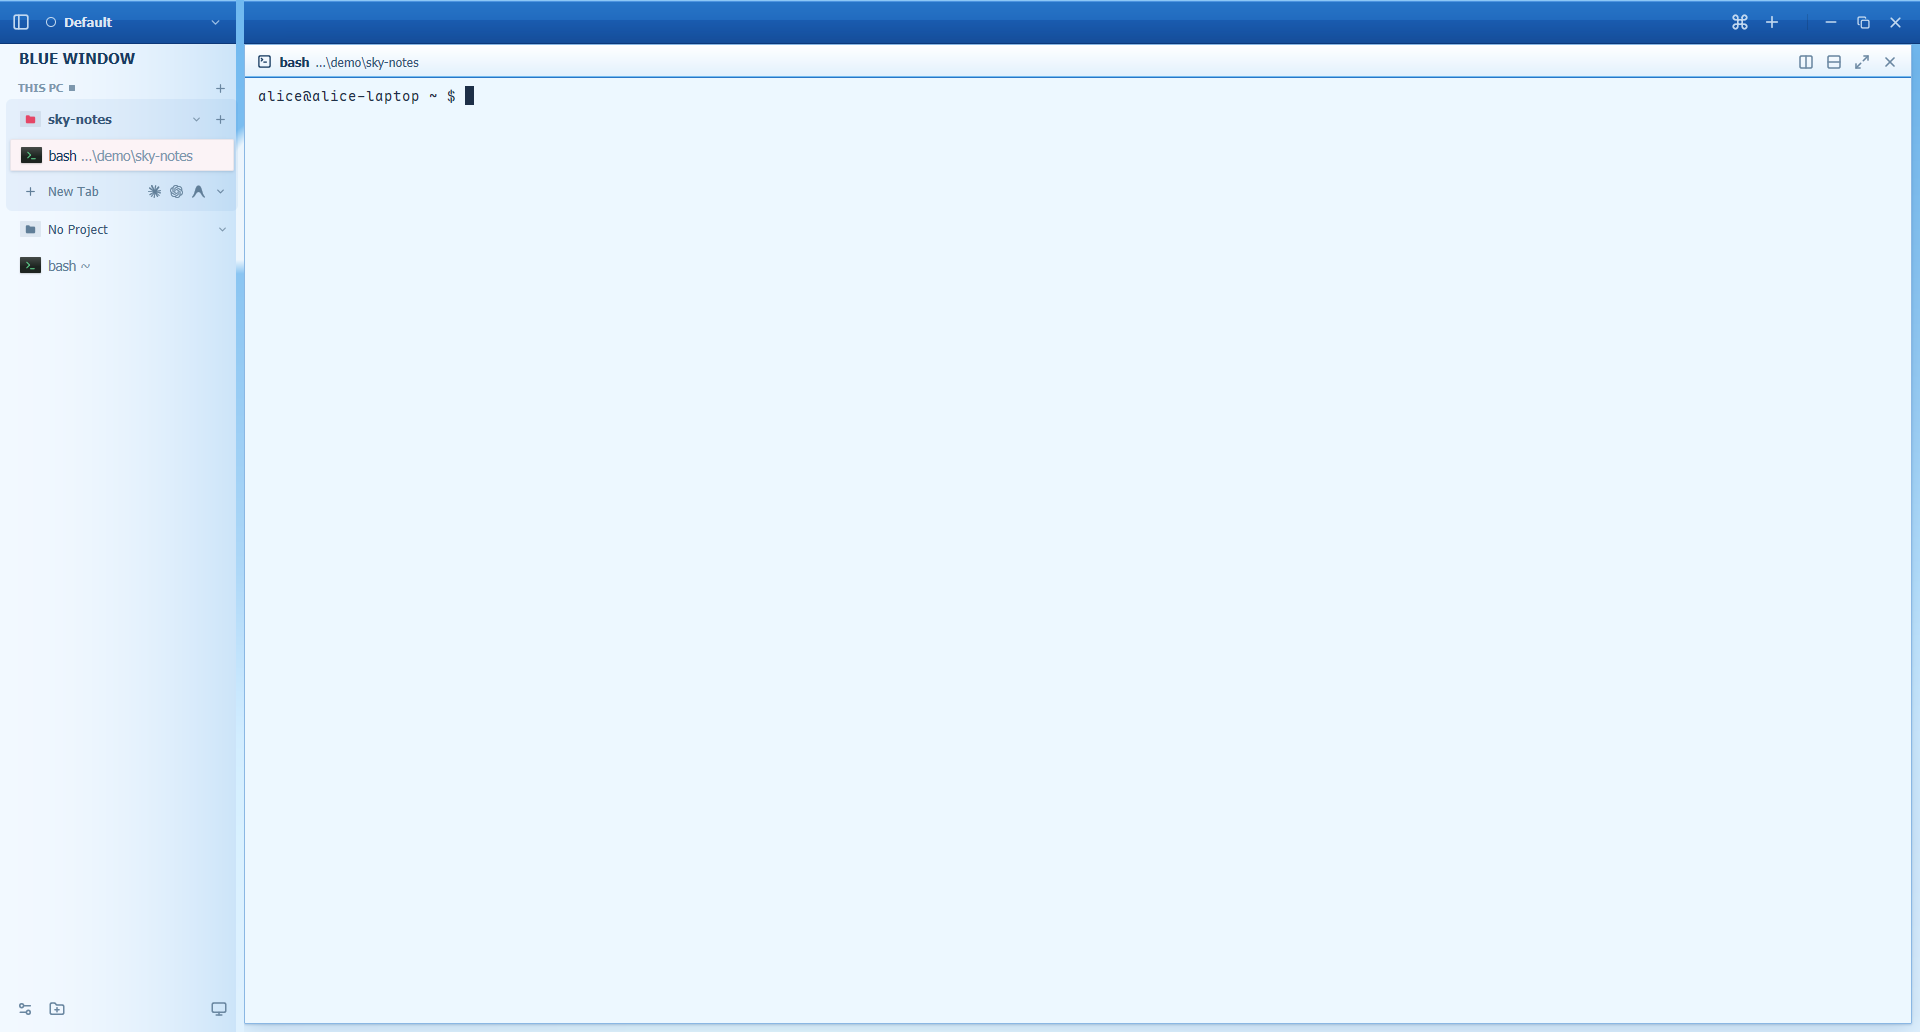 Default
BLUE WINDOW
THIS PC
sky-notes
bash ...\demo\sky-notes
New Tab
No Project
bash ~
bash ...\demo\sky-notes
alice@alice-laptop ~ $